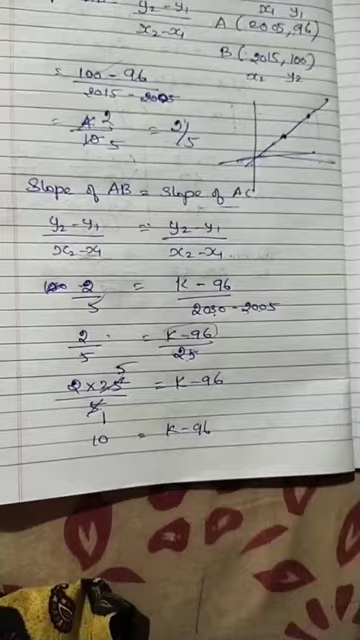 y₂-y₁ / x₂-x₁
x₁ y₁
A (2005, 96)
B (2015, 100)
x₂ y₂
= 100-96 / 2015-2005
= 4 2 / 10 5 = 2/5
Slope of AB = Slope of AC
y₂-y₁ / x₂-x₁ = y₂-y₁ / x₂-x₁
2/5 = K-96 / 2030-2005
2/5 = K-96 / 25
2×25 5 / 5 1 = K-96
10 = K-96